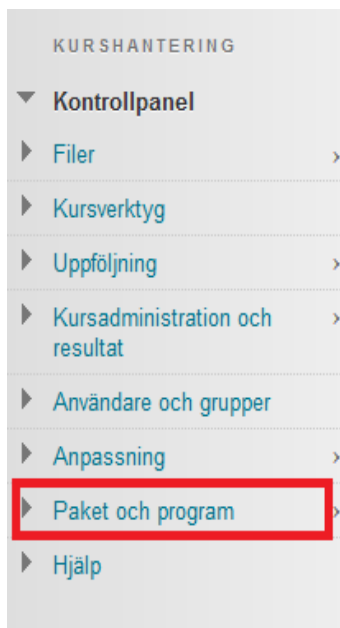 KURSHANTERING
Kontrollpanel
Filer
Kursverktyg
Uppföljning
Kursadministration och
resultat
Användare och grupper
Anpassning
Paket och program
Hjälp